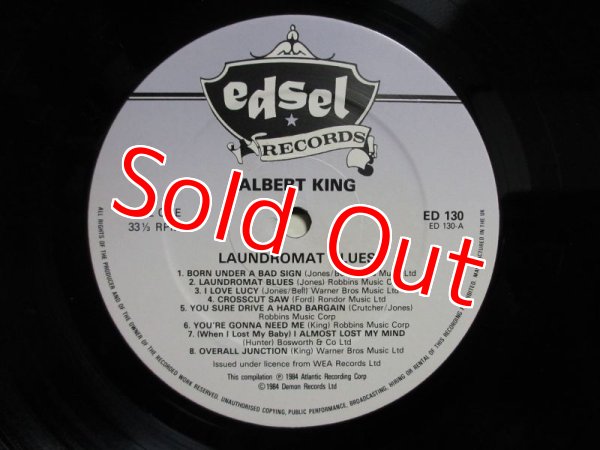 edsel
RECORDS
ALBERT KING
33⅓ RPM
ED 130
ED 130-A
Sold Out
LAUNDROMAT BLUES
1. BORN UNDER A BAD SIGN (Jones/ Music Ltd
2. LAUNDROMAT BLUES (Jones) Robbins Music Corp
3. I LOVE LUCY (Jones/Bell) Warner Bros Music Ltd
4. CROSSCUT SAW (Ford) Rondor Music Ltd
5. YOU SURE DRIVE A HARD BARGAIN (Crutcher/Jones)
Robbins Music Corp
6. YOU'RE GONNA NEED ME (King) Robbins Music Corp
7. (When I Lost My Baby) I ALMOST LOST MY MIND
(Hunter) Bosworth & Co Ltd
8. OVERALL JUNCTION (King) Warner Bros Music Ltd
Issued under licence from WEA Records Ltd
This compilation ℗ 1984 Atlantic Recording Corp
©1984 Demon Records Ltd
ALL RIGHTS OF THE PRODUCER AND OF THE OWNER OF THE RECORDED WORK RESERVED. UNAUTHORISED COPYING, PUBLIC PERFORMANCE, BROADCASTING, HIRING OR RENTAL OF THIS RECORDING PROHIBITED. MANUFACTURED IN THE UK